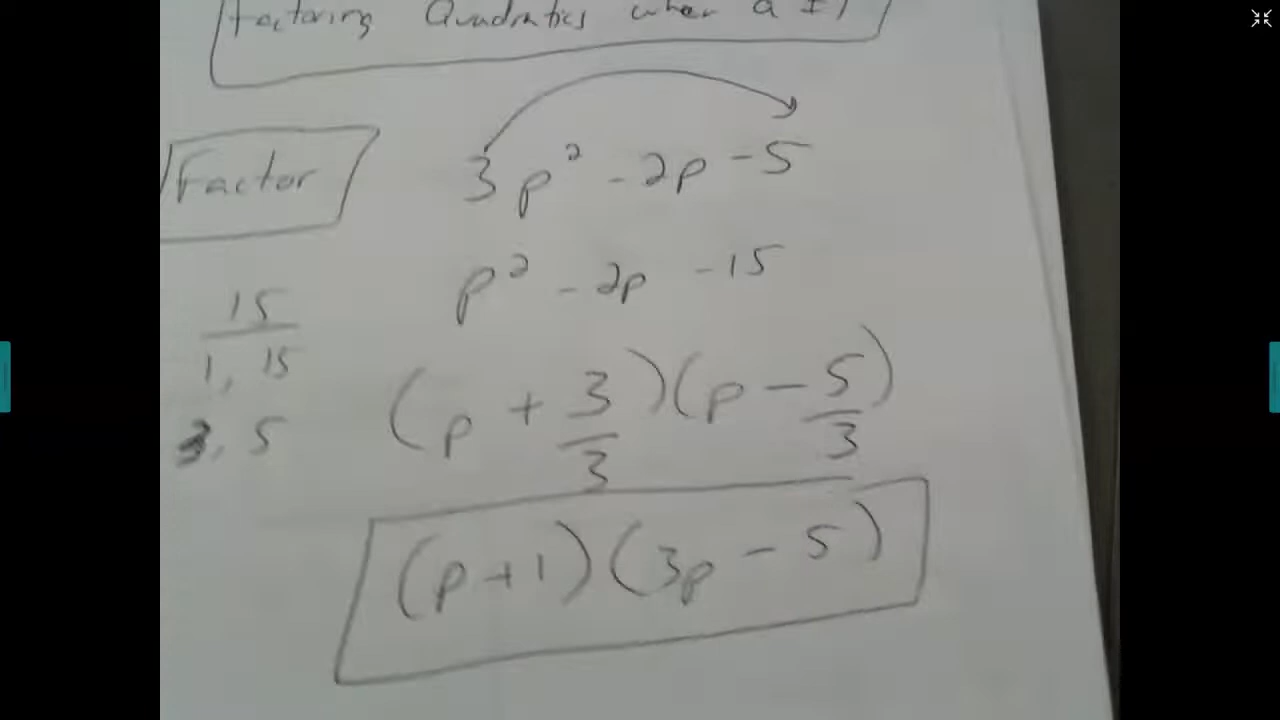 factoring Quadratics when a ≠ 1
Factor
3p² - 2p - 5
p² - 2p - 15
15
1, 15
3, 5
(p + 3/3)(p - 5/3)
(p + 1)(3p - 5)